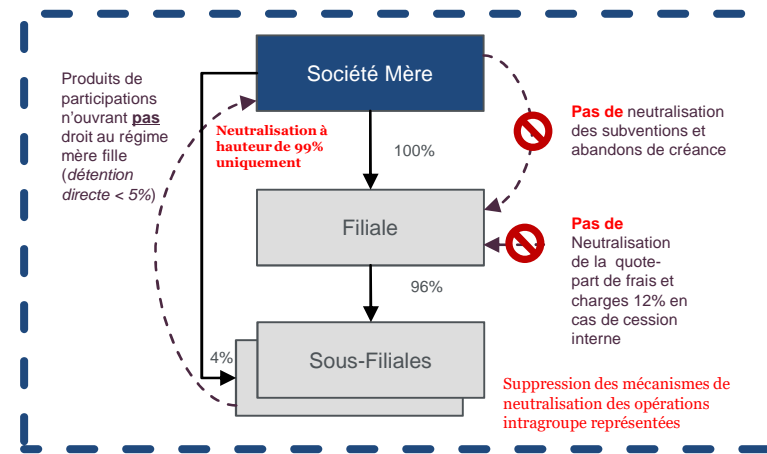 Société Mère
Produits de
participations
n'ouvrant pas
droit au régime
mère fille
(détention
directe < 5%)
Neutralisation à
hauteur de 99%
uniquement
100%
Pas de neutralisation
des subventions et
abandons de créance
Filiale
Pas de
Neutralisation
de la quote-
part de frais et
charges 12% en
cas de cession
interne
96%
4%
Sous-Filiales
Suppression des mécanismes de
neutralisation des opérations
intragroupe représentées